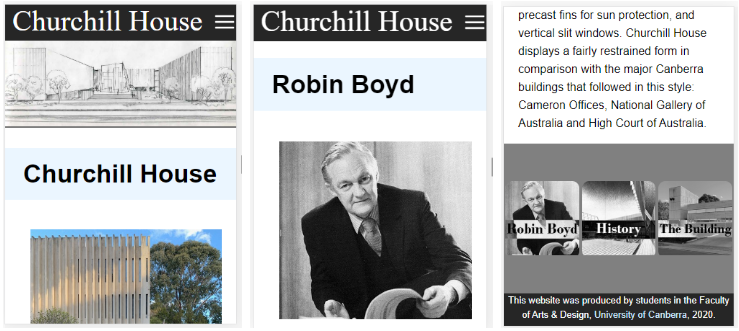 Churchill House
Churchill House
Churchill House
Robin Boyd
precast fins for sun protection, and
vertical slit windows. Churchill House
displays a fairly restrained form in
comparison with the major Canberra
buildings that followed in this style:
Cameron Offices, National Gallery of
Australia and High Court of Australia.
Robin Boyd
History
The Building
This website was produced by students in the Faculty
of Arts & Design, University of Canberra, 2020.